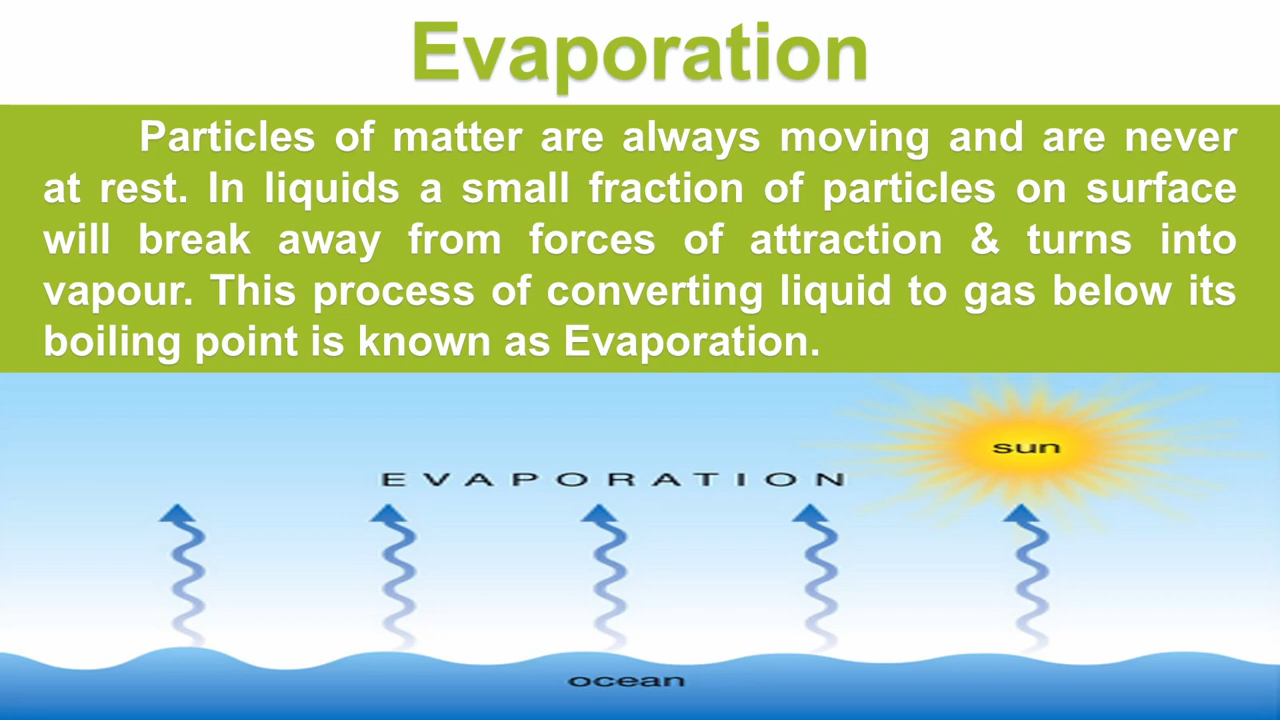 Evaporation
Particles of matter are always moving and are never
at rest. In liquids a small fraction of particles on surface
will break away from forces of attraction & turns into
vapour. This process of converting liquid to gas below its
boiling point is known as Evaporation.
sun
EVAPORATION
ocean